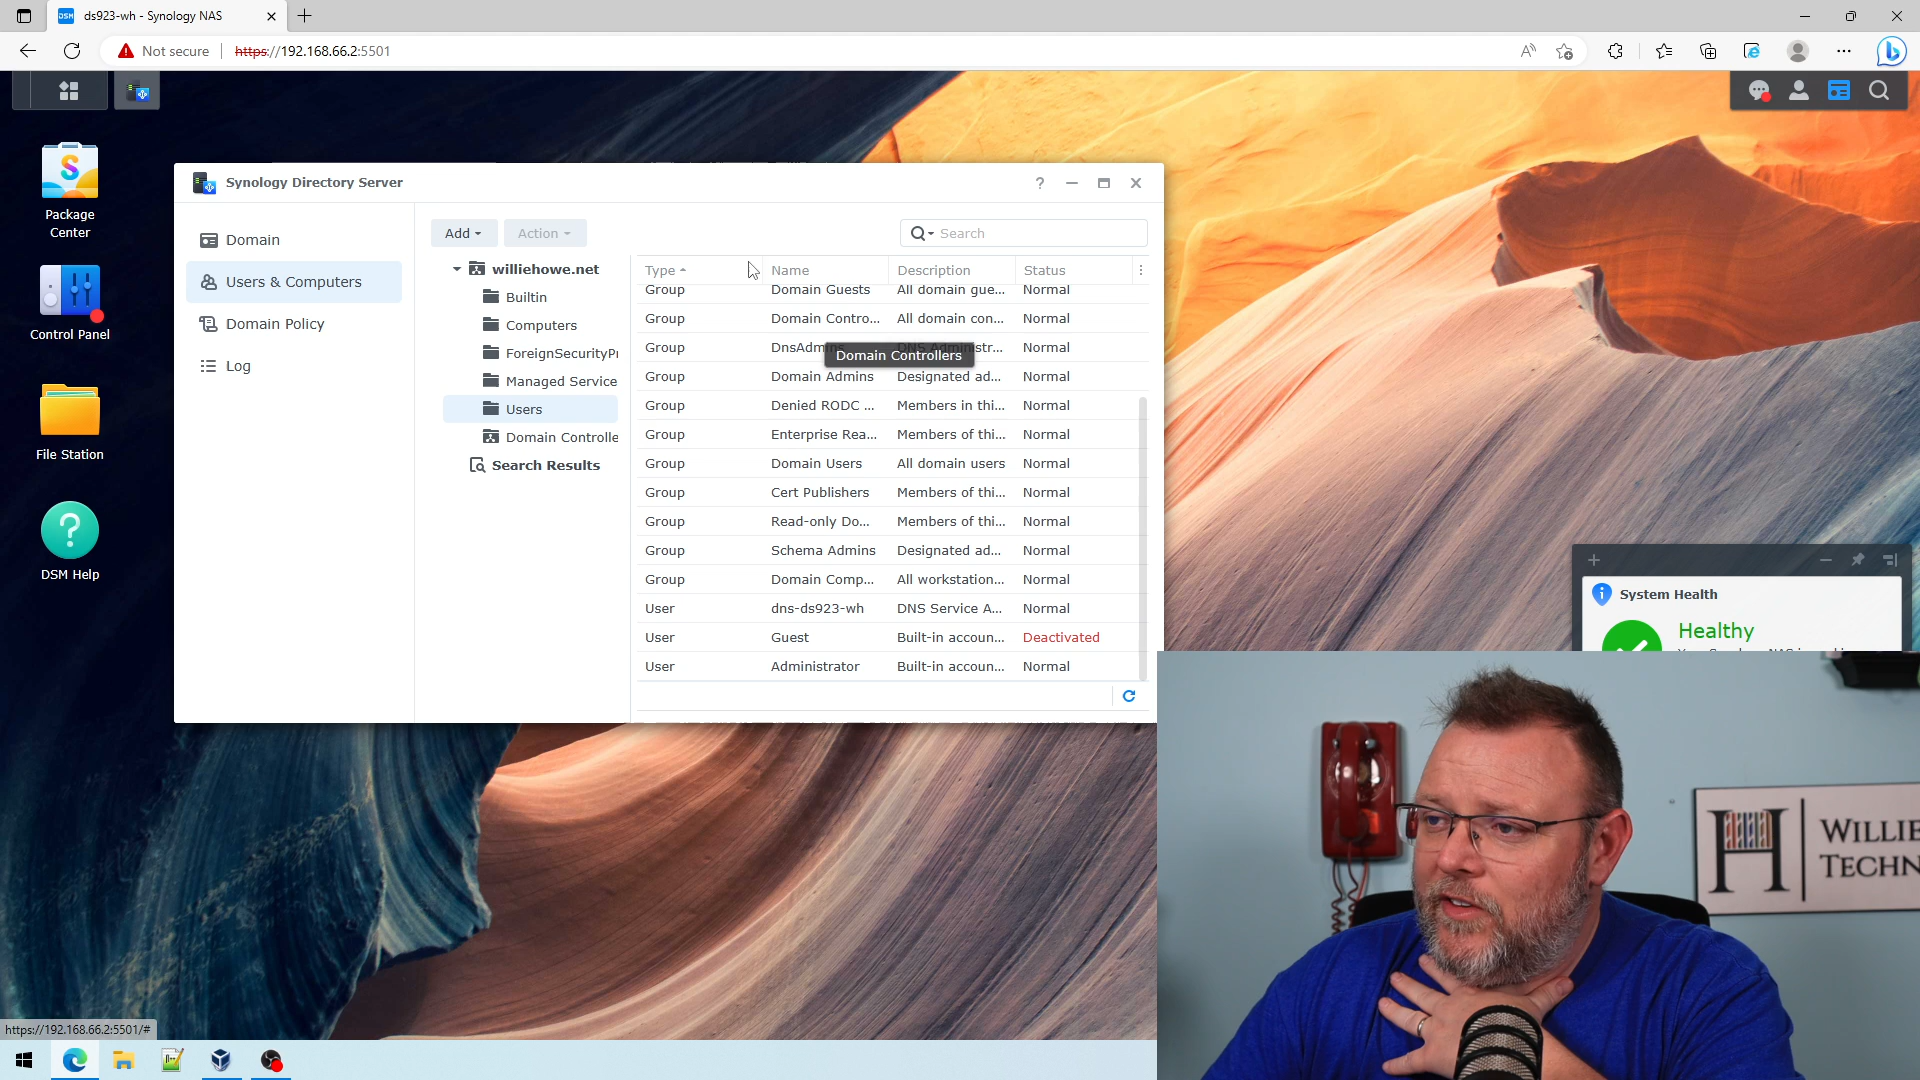 ds923-wh - Synology NAS
Not secure
https://192.168.66.2:5501
Package
Center
Control Panel
File Station
DSM Help
Synology Directory Server
Domain
Users & Computers
Domain Policy
Log
Add
Action
Search
williehowe.net
Builtin
Computers
ForeignSecurityPr
Managed Service
Users
Domain Controlle
Search Results
Type Name Description Status
Group Domain Guests All domain gue... Normal
Group Domain Contro... All domain con... Normal
Group DnsAdmins DNS Administr... Normal
Domain Controllers
Group Domain Admins Designated ad... Normal
Group Denied RODC ... Members in thi... Normal
Group Enterprise Rea... Members of thi... Normal
Group Domain Users All domain users Normal
Group Cert Publishers Members of thi... Normal
Group Read-only Do... Members of thi... Normal
Group Schema Admins Designated ad... Normal
Group Domain Comp... All workstation... Normal
User dns-ds923-wh DNS Service A... Normal
User Guest Built-in accoun... Deactivated
User Administrator Built-in accoun... Normal
System Health
Healthy
H WILLIE
TECHN
https://192.168.66.2:5501/#